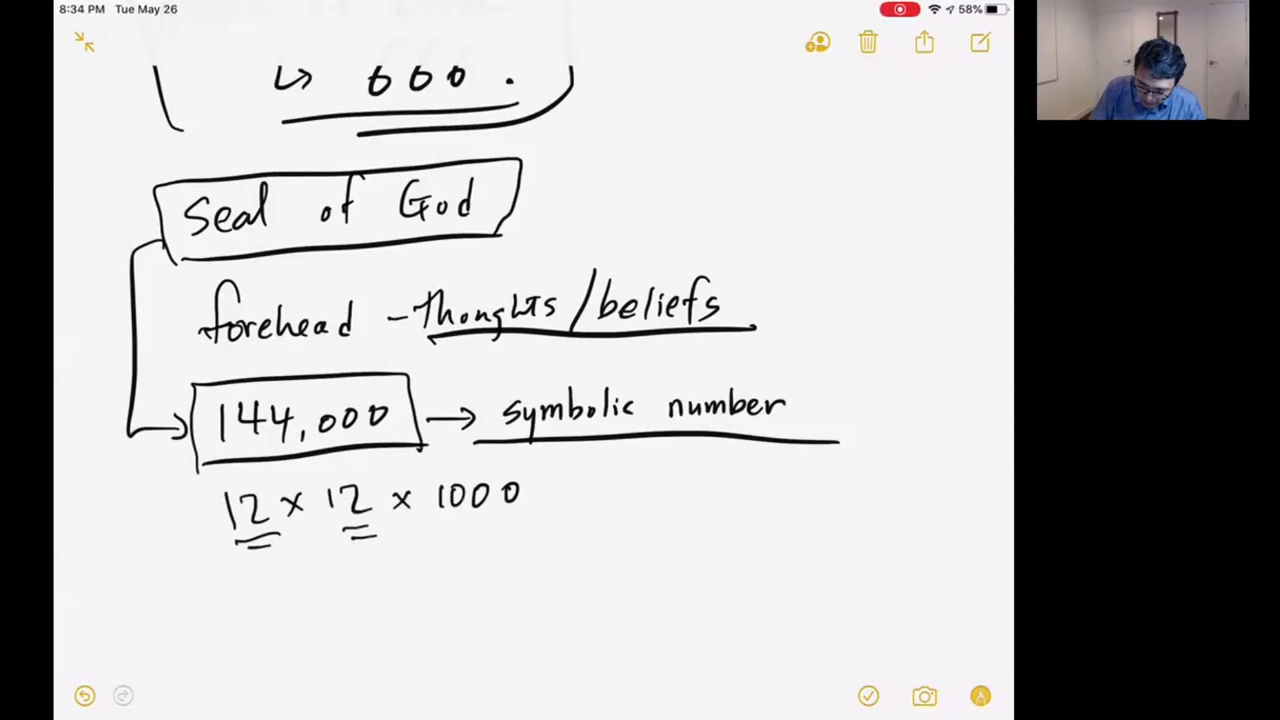 8:34 PM Tue May 26
58%
↳ 666.
Seal of God
forehead - thoughts/beliefs
144,000 → symbolic number
12 x 12 x 1000